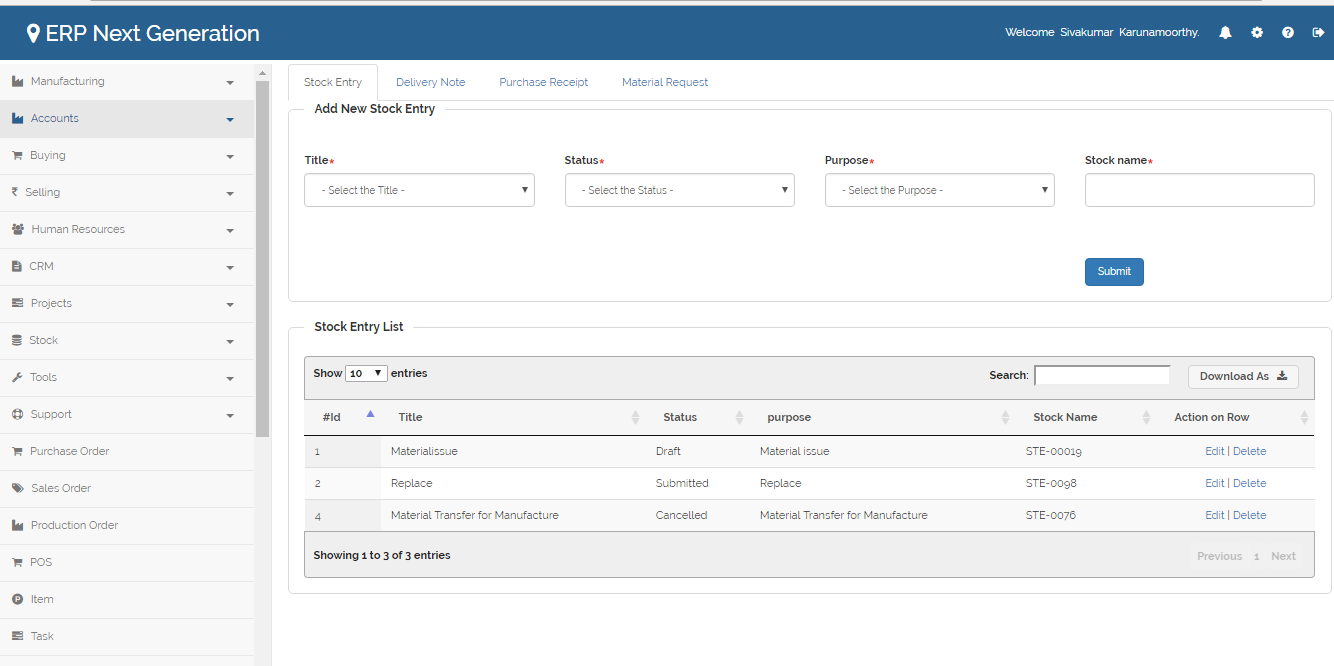 ERP Next Generation
Welcome Sivakumar Karunamoorthy.
Manufacturing
Accounts
Buying
Selling
Human Resources
CRM
Projects
Stock
Tools
Support
Purchase Order
Sales Order
Production Order
POS
Item
Task
Stock Entry Delivery Note Purchase Receipt Material Request
Add New Stock Entry
Title* Status* Purpose* Stock name*
- Select the Title - - Select the Status - - Select the Purpose -
Submit
Stock Entry List
Show 10 entries Search: Download As
#Id Title Status purpose Stock Name Action on Row
1 Materialissue Draft Material issue STE-00019 Edit | Delete
2 Replace Submitted Replace STE-0098 Edit | Delete
4 Material Transfer for Manufacture Cancelled Material Transfer for Manufacture STE-0076 Edit | Delete
Showing 1 to 3 of 3 entries Previous 1 Next